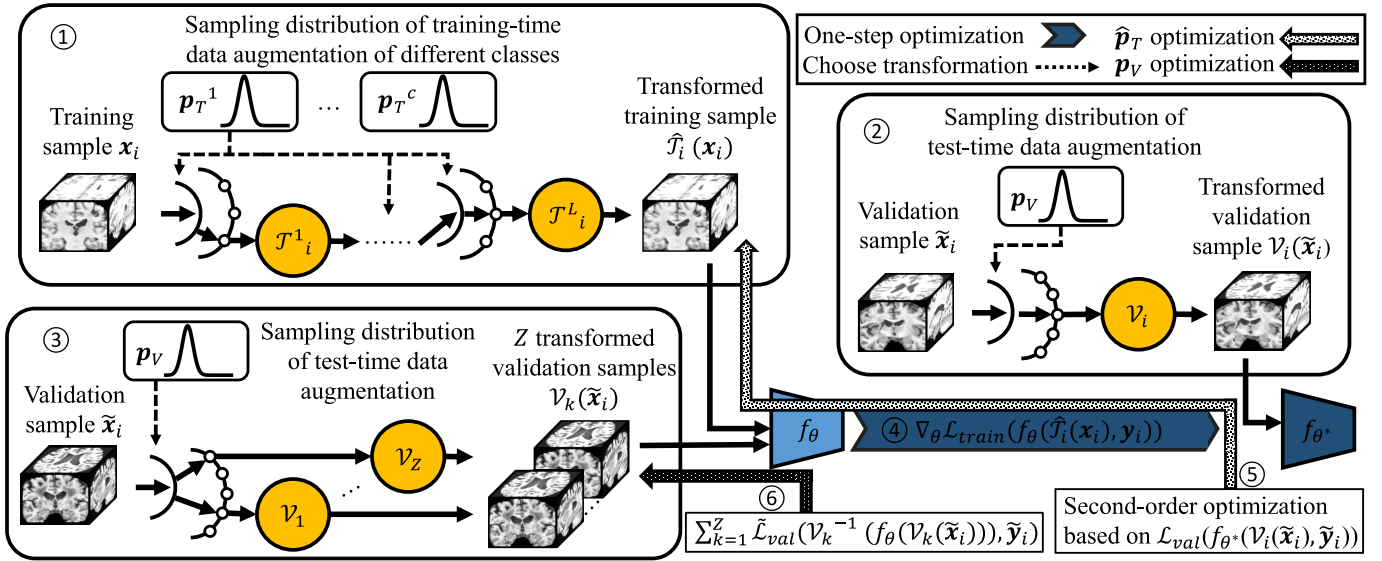 ①
Sampling distribution of training-time
data augmentation of different classes
𝒑_T^1
...
𝒑_T^c
Training
sample 𝒙_i
Transformed
training sample
𝒯̂_i (𝒙_i)
𝒯^1_i
......
𝒯^L_i
One-step optimization
Choose transformation
𝒑̂_T optimization
𝒑_V optimization
②
Sampling distribution of
test-time data augmentation
𝒑_V
Validation
sample 𝒙̃_i
Transformed
validation
sample 𝒱_i(𝒙̃_i)
𝒱_i
③
𝒑_V
Sampling distribution
of test-time data
augmentation
Z transformed
validation samples
𝒱_k(𝒙̃_i)
Validation
sample 𝒙̃_i
𝒱_Z
...
𝒱_1
f_θ
④ ∇_θ ℒ_train(f_θ(𝒯̂_i(𝒙_i), 𝒚_i))
f_θ*
⑤
Second-order optimization
based on ℒ_val(f_θ*(𝒱_i(𝒙̃_i), 𝒚̃_i))
⑥
∑_{k=1}^Z ℒ̃_val(𝒱_k^{-1} (f_θ(𝒱_k(𝒙̃_i))), 𝒚̃_i)